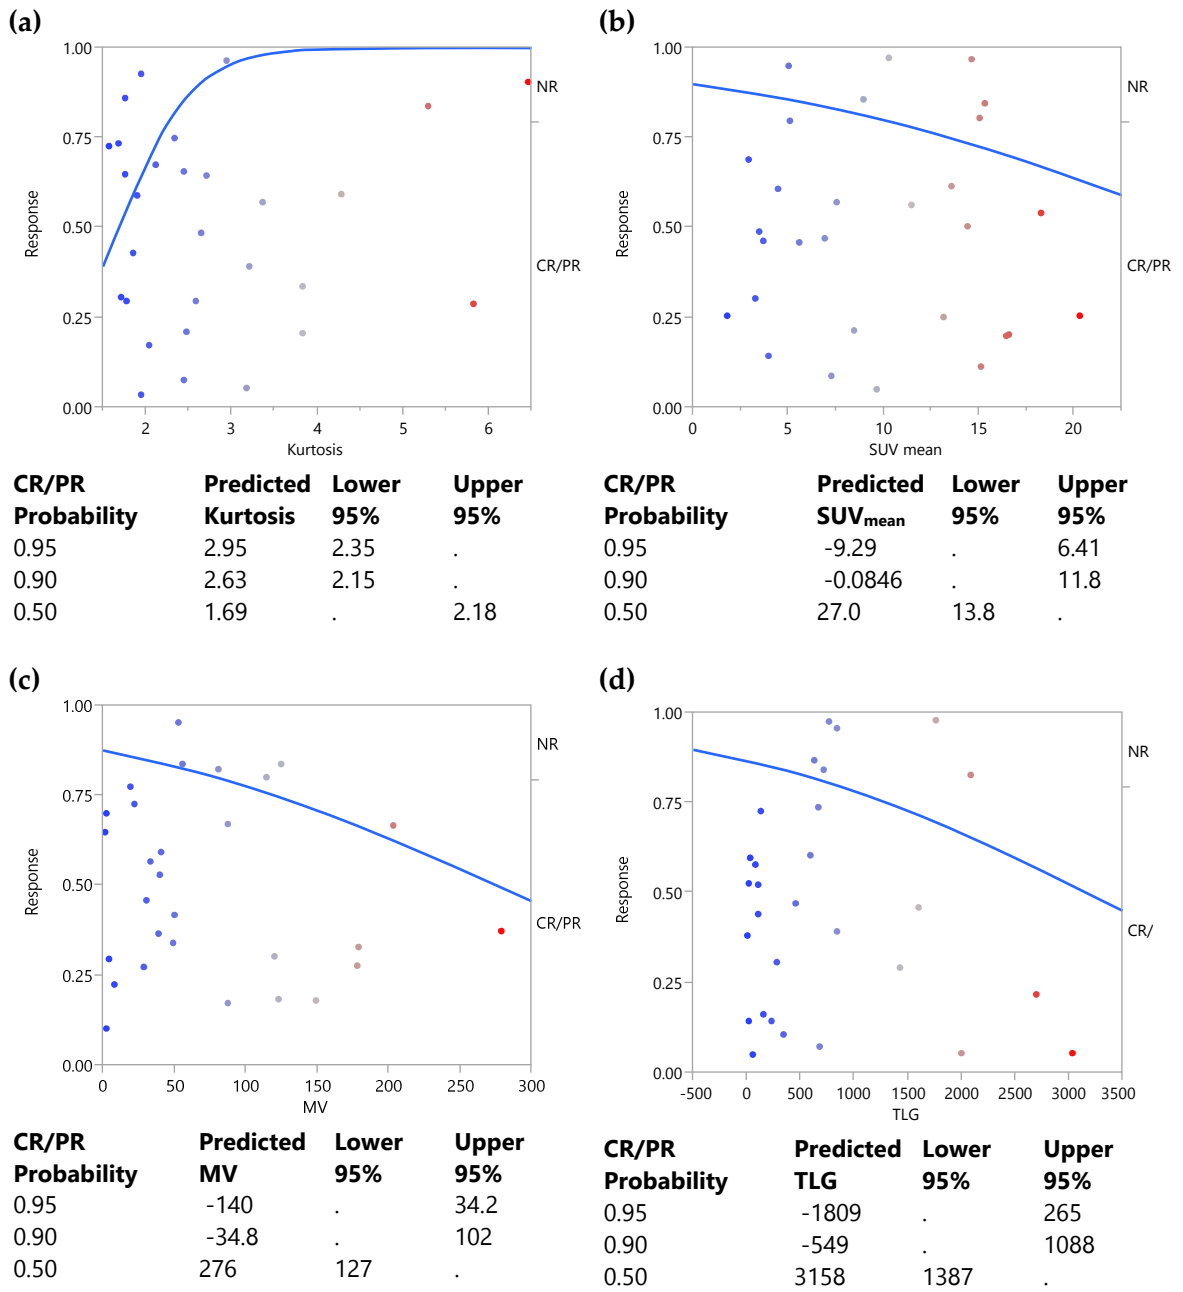 (a)
1.00
0.75
0.50
0.25
0.00
Response
NR
CR/PR
2 3 4 5 6
Kurtosis
CR/PR Probability Predicted Kurtosis Lower 95% Upper 95%
0.95 2.95 2.35 .
0.90 2.63 2.15 .
0.50 1.69 . 2.18
(b)
1.00
0.75
0.50
0.25
0.00
Response
NR
CR/PR
0 5 10 15 20
SUV mean
CR/PR Probability Predicted SUVmean Lower 95% Upper 95%
0.95 -9.29 . 6.41
0.90 -0.0846 . 11.8
0.50 27.0 13.8 .
(c)
1.00
0.75
0.50
0.25
0.00
Response
NR
CR/PR
0 50 100 150 200 250 300
MV
CR/PR Probability Predicted MV Lower 95% Upper 95%
0.95 -140 . 34.2
0.90 -34.8 . 102
0.50 276 127 .
(d)
1.00
0.75
0.50
0.25
0.00
Response
NR
CR/
-500 0 500 1000 1500 2000 2500 3000 3500
TLG
CR/PR Probability Predicted TLG Lower 95% Upper 95%
0.95 -1809 . 265
0.90 -549 . 1088
0.50 3158 1387 .